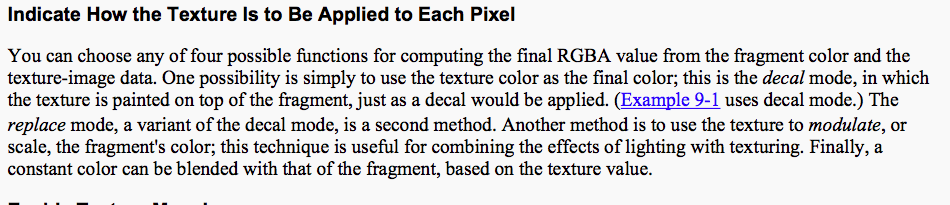 Indicate How the Texture Is to Be Applied to Each Pixel
You can choose any of four possible functions for computing the final RGBA value from the fragment color and the
texture-image data. One possibility is simply to use the texture color as the final color; this is the decal mode, in which
the texture is painted on top of the fragment, just as a decal would be applied. (Example 9-1 uses decal mode.) The
replace mode, a variant of the decal mode, is a second method. Another method is to use the texture to modulate, or
scale, the fragment's color; this technique is useful for combining the effects of lighting with texturing. Finally, a
constant color can be blended with that of the fragment, based on the texture value.